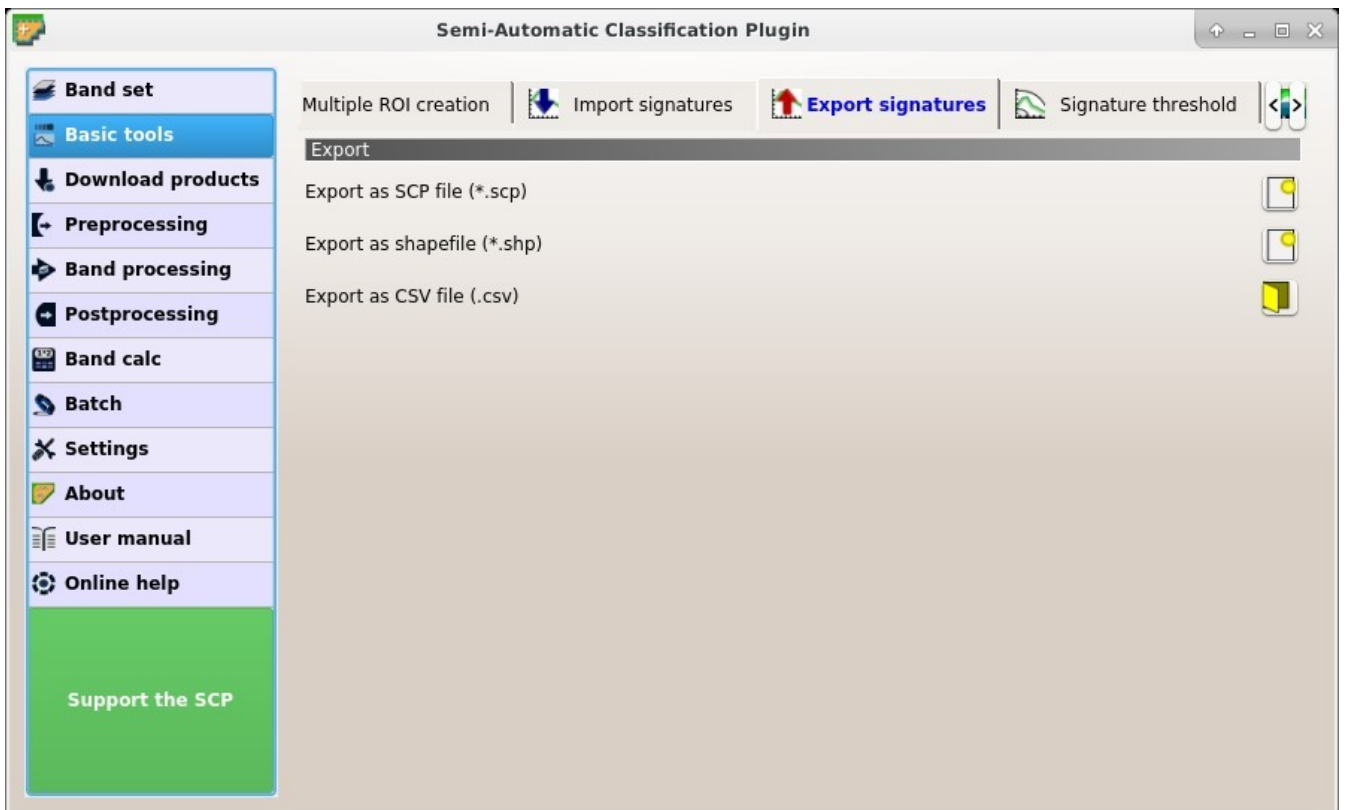 Semi-Automatic Classification Plugin
Band set
Basic tools
Download products
Preprocessing
Band processing
Postprocessing
Band calc
Batch
Settings
About
User manual
Online help
Support the SCP
Multiple ROI creation Import signatures Export signatures Signature threshold
Export
Export as SCP file (*.scp)
Export as shapefile (*.shp)
Export as CSV file (.csv)